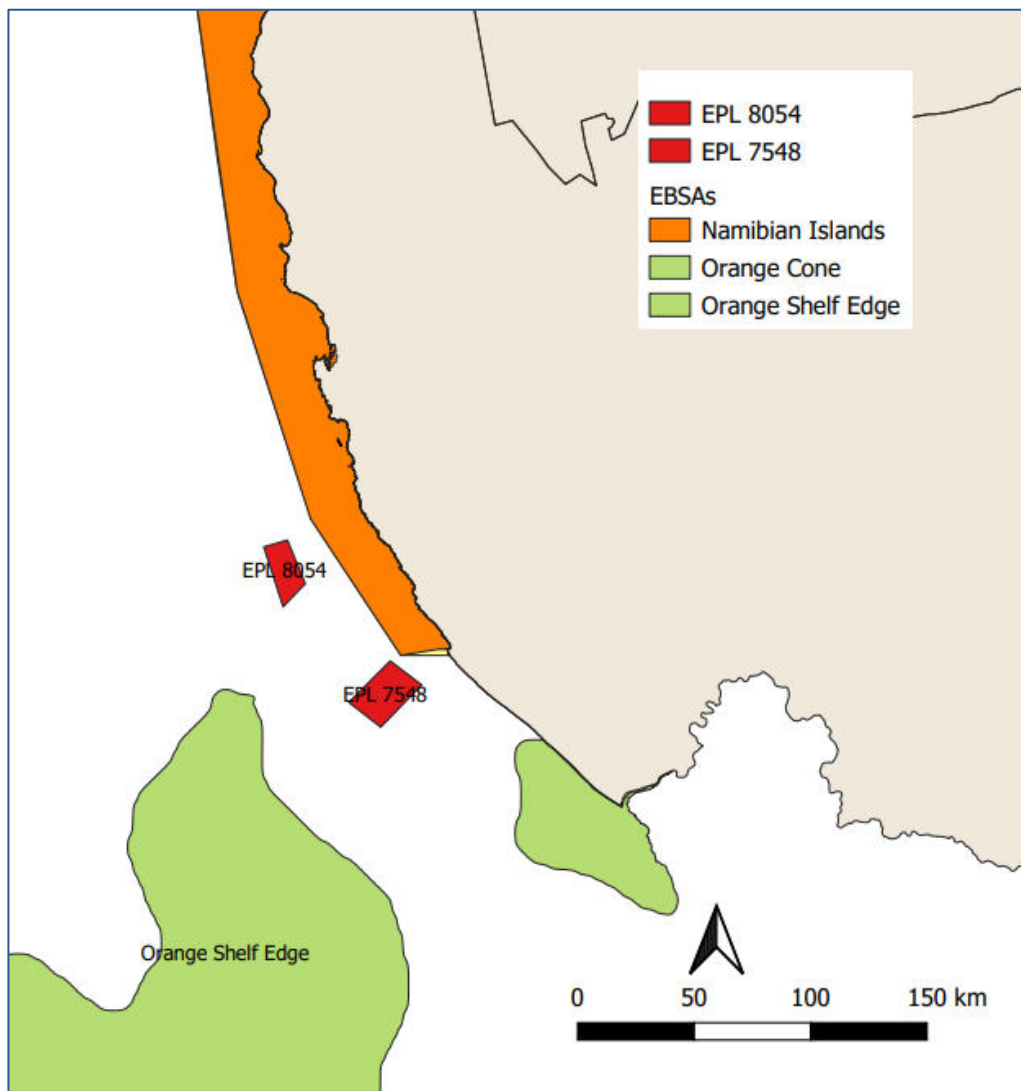 EPL 8054
EPL 7548
EBSAs
Namibian Islands
Orange Cone
Orange Shelf Edge
EPL 8054
EPL 7548
Orange Shelf Edge
0 50 100 150 km